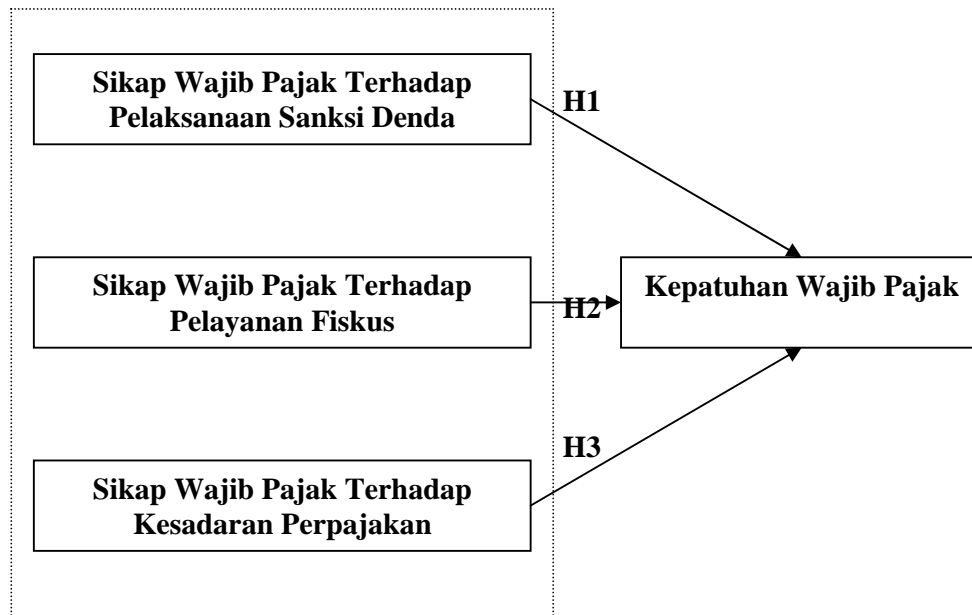 Sikap Wajib Pajak Terhadap
Pelaksanaan Sanksi Denda
H1
Sikap Wajib Pajak Terhadap
Pelayanan Fiskus
H2
Kepatuhan Wajib Pajak
H3
Sikap Wajib Pajak Terhadap
Kesadaran Perpajakan